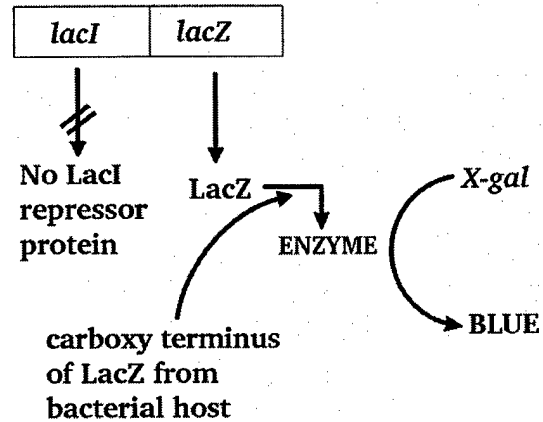 lacI lacZ
No LacI
repressor
protein
LacZ
ENZYME
X-gal
BLUE
carboxy terminus
of LacZ from
bacterial host